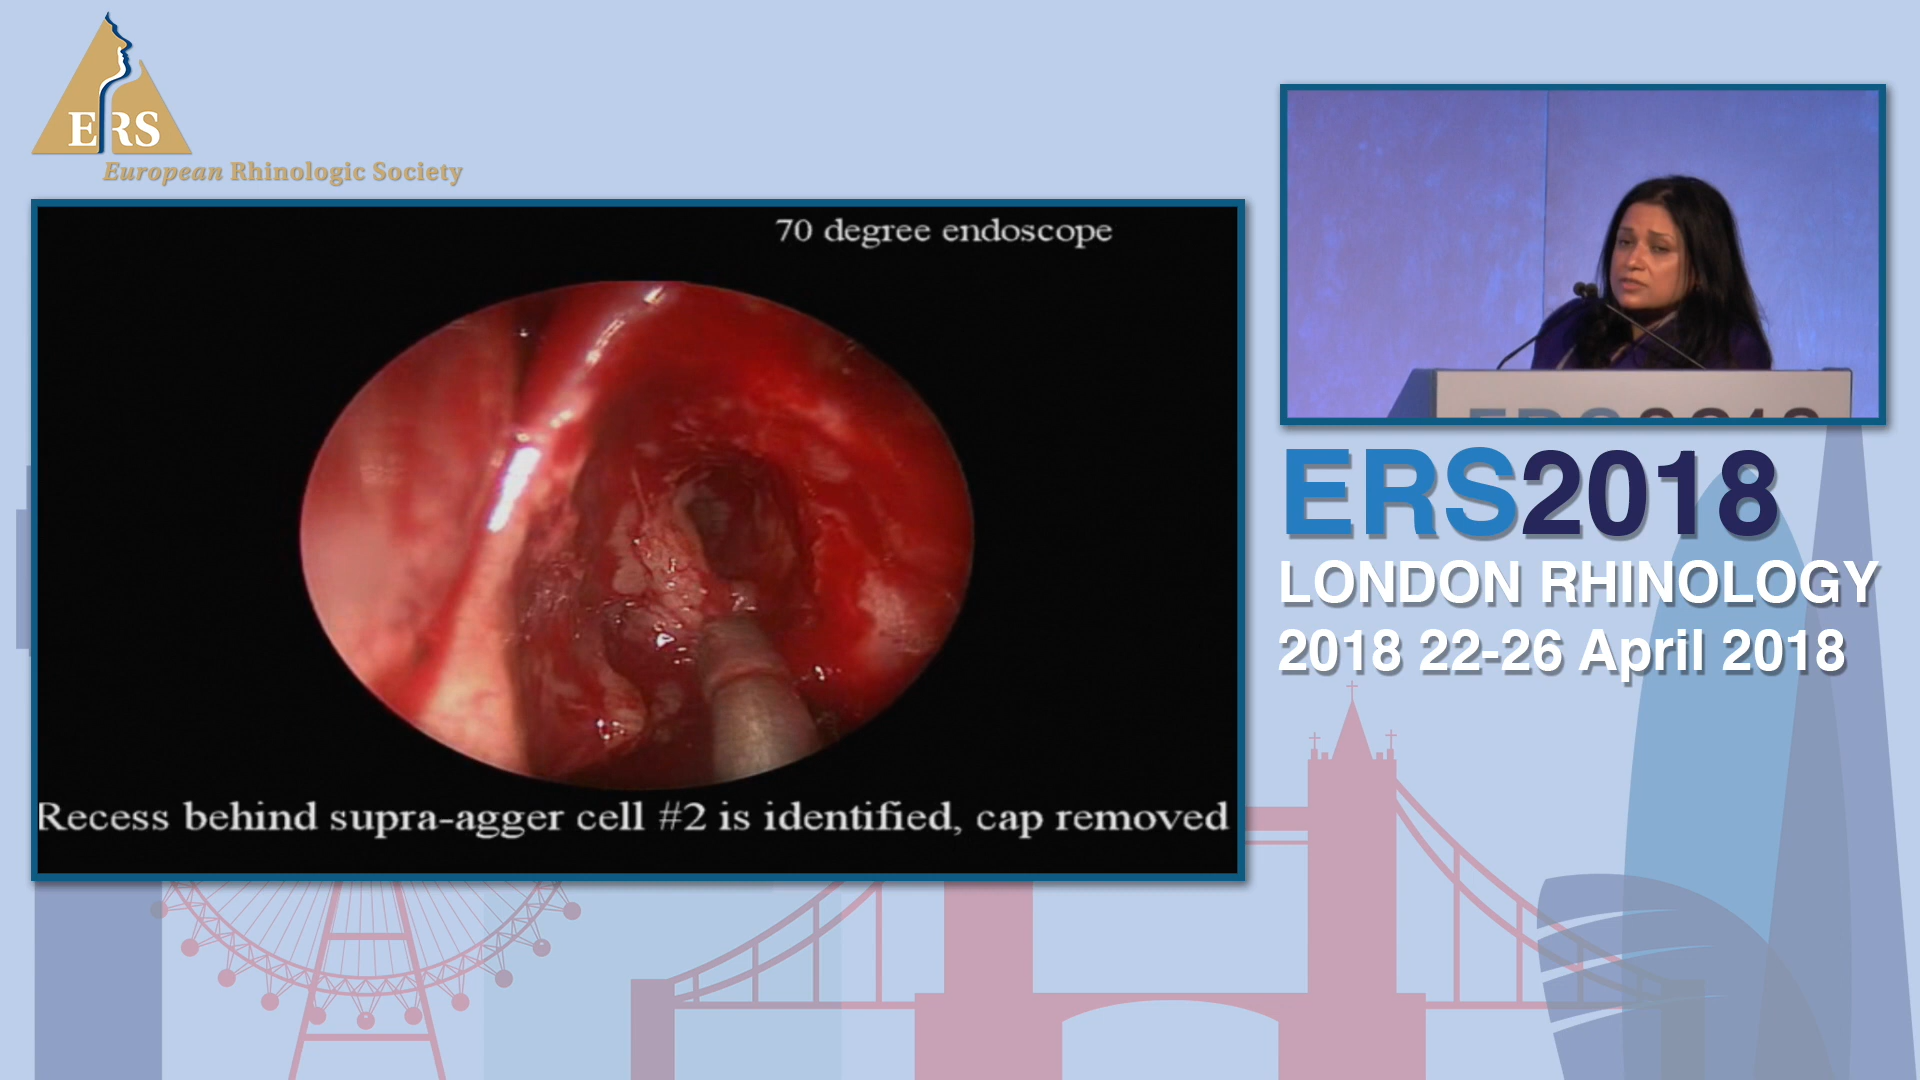 ERS
European Rhinologic Society
70 degree endoscope
Recess behind supra-agger cell #2 is identified, cap removed
ERS2018
ERS2018
LONDON RHINOLOGY
2018 22-26 April 2018